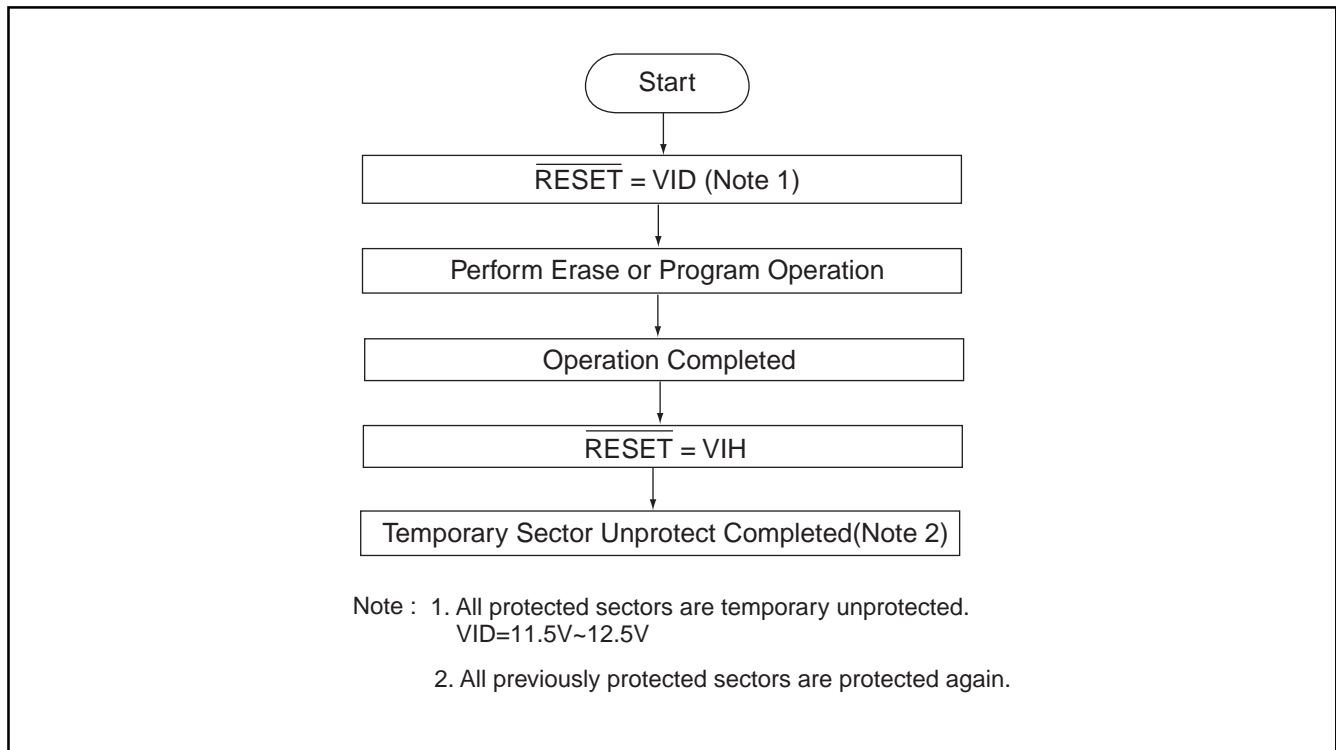 Start
RESET = VID (Note 1)
Perform Erase or Program Operation
Operation Completed
RESET = VIH
Temporary Sector Unprotect Completed(Note 2)
Note : 1. All protected sectors are temporary unprotected.
VID=11.5V~12.5V
2. All previously protected sectors are protected again.